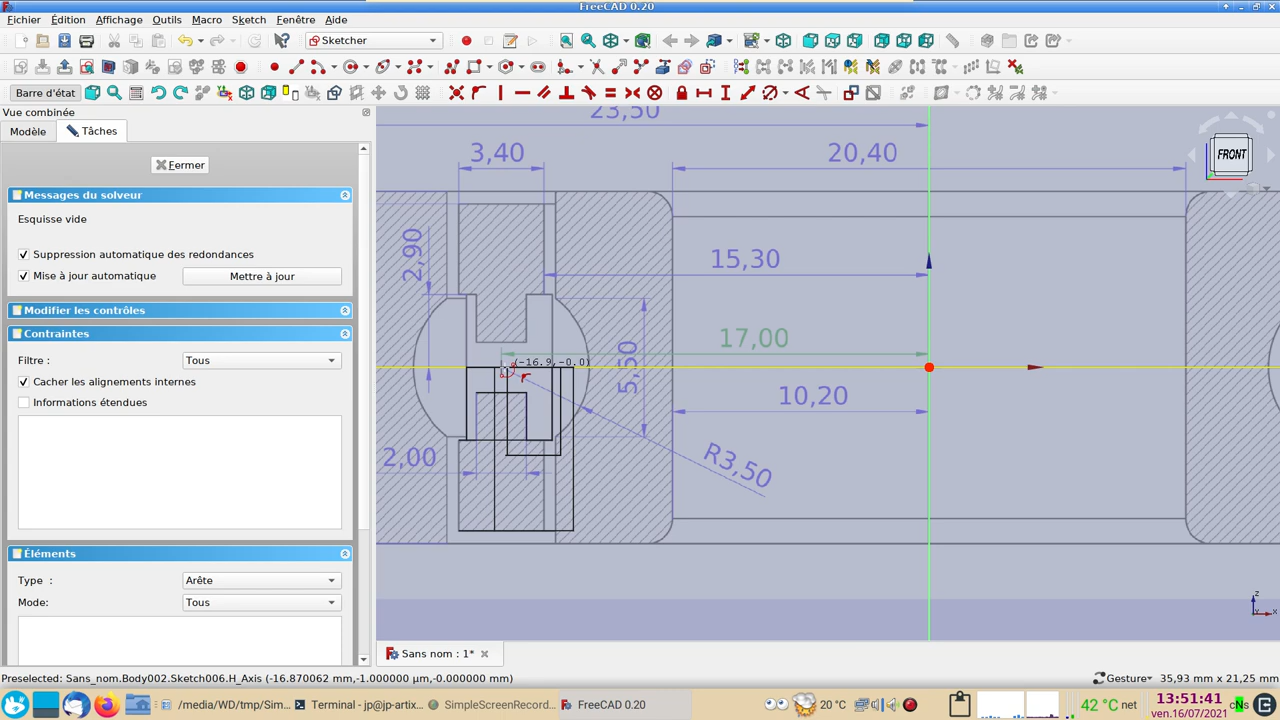 FreeCAD 0.20
Fichier Édition Affichage Outils Macro Sketch Fenêtre Aide
Sketcher
Barre d'état
Vue combinée
Modèle Tâches
Fermer
Messages du solveur
Esquisse vide
Suppression automatique des redondances
Mise à jour automatique
Mettre à jour
Modifier les contrôles
Contraintes
Filtre : Tous
Cacher les alignements internes
Informations étendues
Éléments
Type : Arête
Mode: Tous
23,50
3,40
20,40
2,90
15,30
17,00
(-16.9,-0.0)
5,50
10,20
2,00
R3,50
FRONT
z
x
Sans nom : 1*
Preselected: Sans_nom.Body002.Sketch006.H_Axis (-16.870062 mm,-1.000000 µm,-0.000000 mm)
Gesture
35,93 mm x 21,25 mm
/media/WD/tmp/Sim...
Terminal - jp@jp-artix...
SimpleScreenRecord...
FreeCAD 0.20
20 °C
42 °C net
13:51:41
ven.16/07/2021